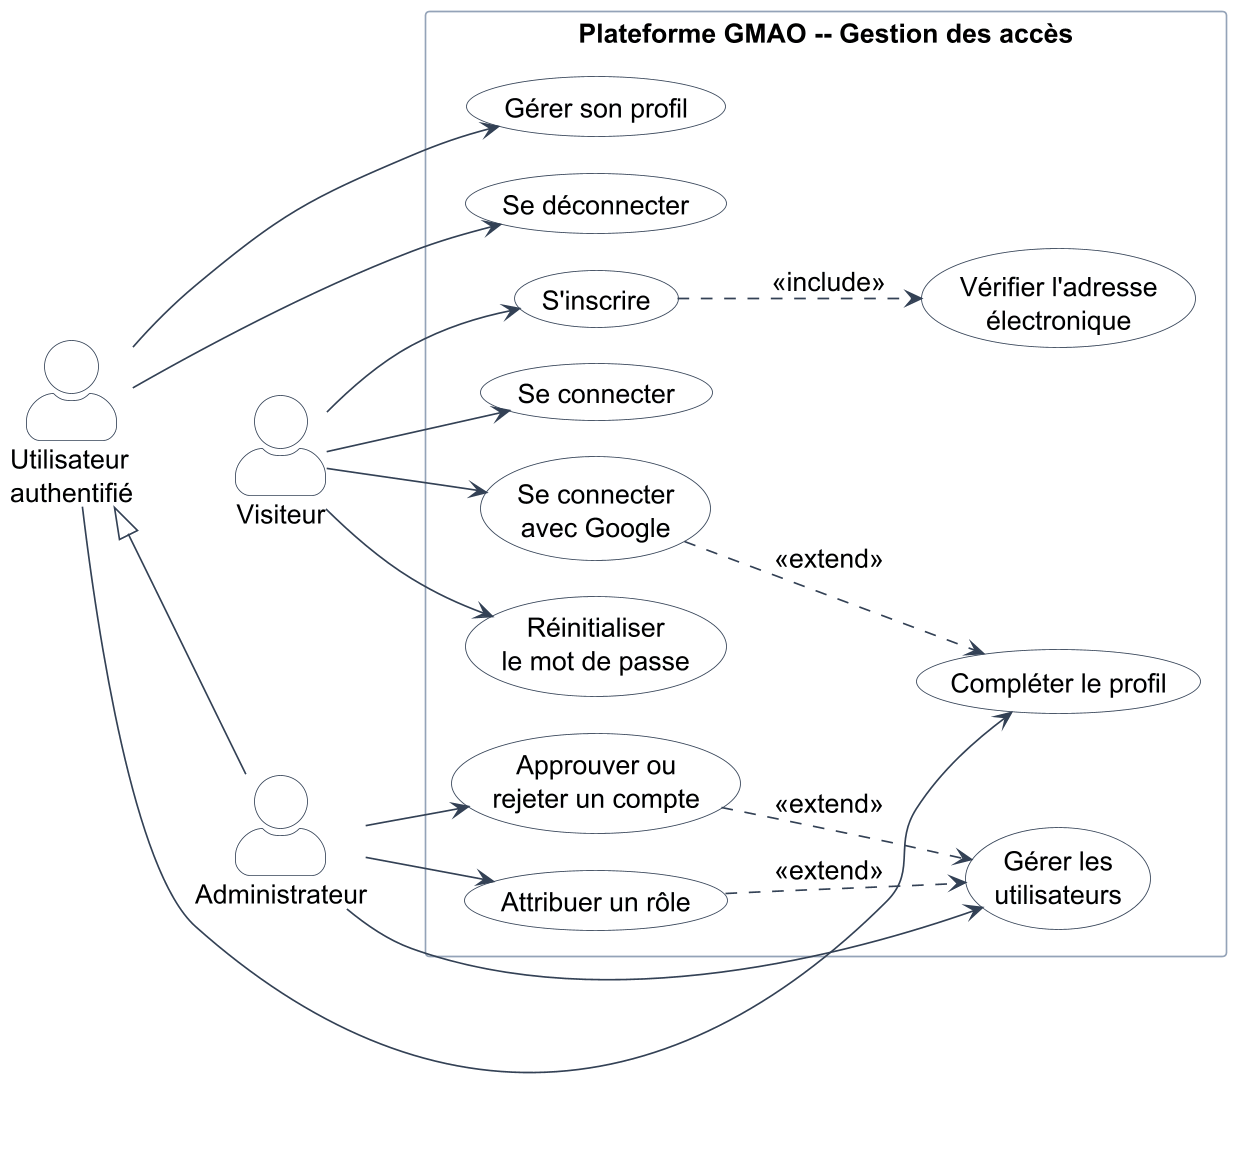 Plateforme GMAO -- Gestion des accès
Gérer son profil
Se déconnecter
S'inscrire
«include»
Vérifier l'adresse
électronique
Se connecter
Utilisateur
authentifié
Visiteur
Se connecter
avec Google
«extend»
Réinitialiser
le mot de passe
Compléter le profil
Approuver ou
rejeter un compte
«extend»
Gérer les
utilisateurs
Administrateur
Attribuer un rôle
«extend»